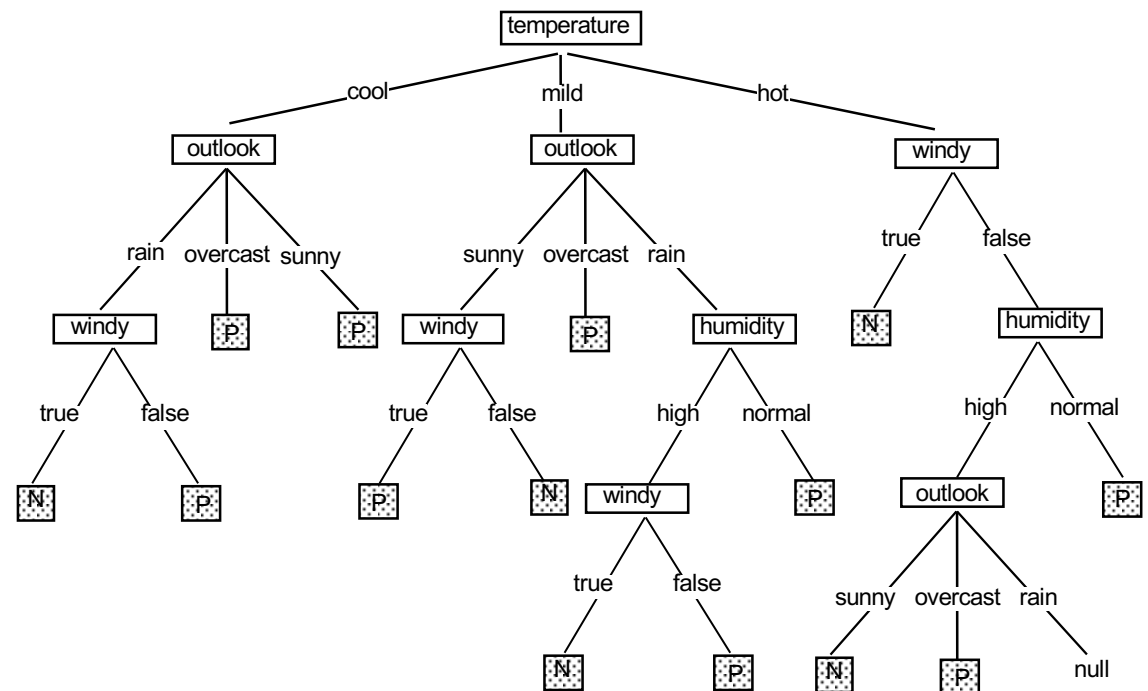 temperature
cool mild hot
outlook outlook windy
rain overcast sunny sunny overcast rain true false
windy P P windy P humidity N humidity
true false true false high normal high normal
N P P N windy P outlook P
true false sunny overcast rain
N P N P null